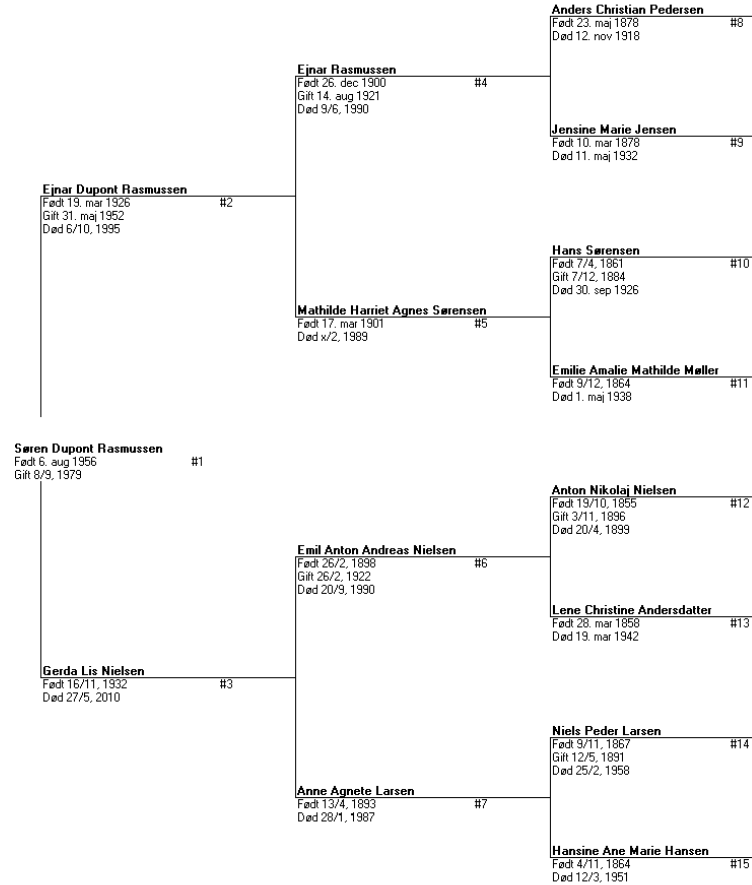 Anders Christian Pedersen
Født 23. maj 1878 #8
Død 12. nov 1918
Ejnar Rasmussen
Født 26. dec 1900 #4
Gift 14. aug 1921
Død 9/6, 1990
Jensine Marie Jensen
Født 10. mar 1878 #9
Død 11. maj 1932
Ejnar Dupont Rasmussen
Født 19. mar 1926 #2
Gift 31. maj 1952
Død 6/10, 1995
Hans Sørensen
Født 7/4, 1861 #10
Gift 7/12, 1884
Død 30. sep 1926
Mathilde Harriet Agnes Sørensen
Født 17. mar 1901 #5
Død x/2, 1989
Emilie Amalie Mathilde Møller
Født 9/12, 1864 #11
Død 1. maj 1938
Søren Dupont Rasmussen
Født 6. aug 1956 #1
Gift 8/9, 1979
Anton Nikolaj Nielsen
Født 19/10, 1855 #12
Gift 3/11, 1896
Død 20/4, 1899
Emil Anton Andreas Nielsen
Født 26/2, 1898 #6
Gift 26/2, 1922
Død 20/9, 1990
Lene Christine Andersdatter
Født 28. mar 1858 #13
Død 19. mar 1942
Gerda Lis Nielsen
Født 16/11, 1932 #3
Død 27/5, 2010
Niels Peder Larsen
Født 9/11, 1867 #14
Gift 12/5, 1891
Død 25/2, 1958
Anne Agnete Larsen
Født 13/4, 1893 #7
Død 28/1, 1987
Hansine Ane Marie Hansen
Født 4/11, 1864 #15
Død 12/3, 1951